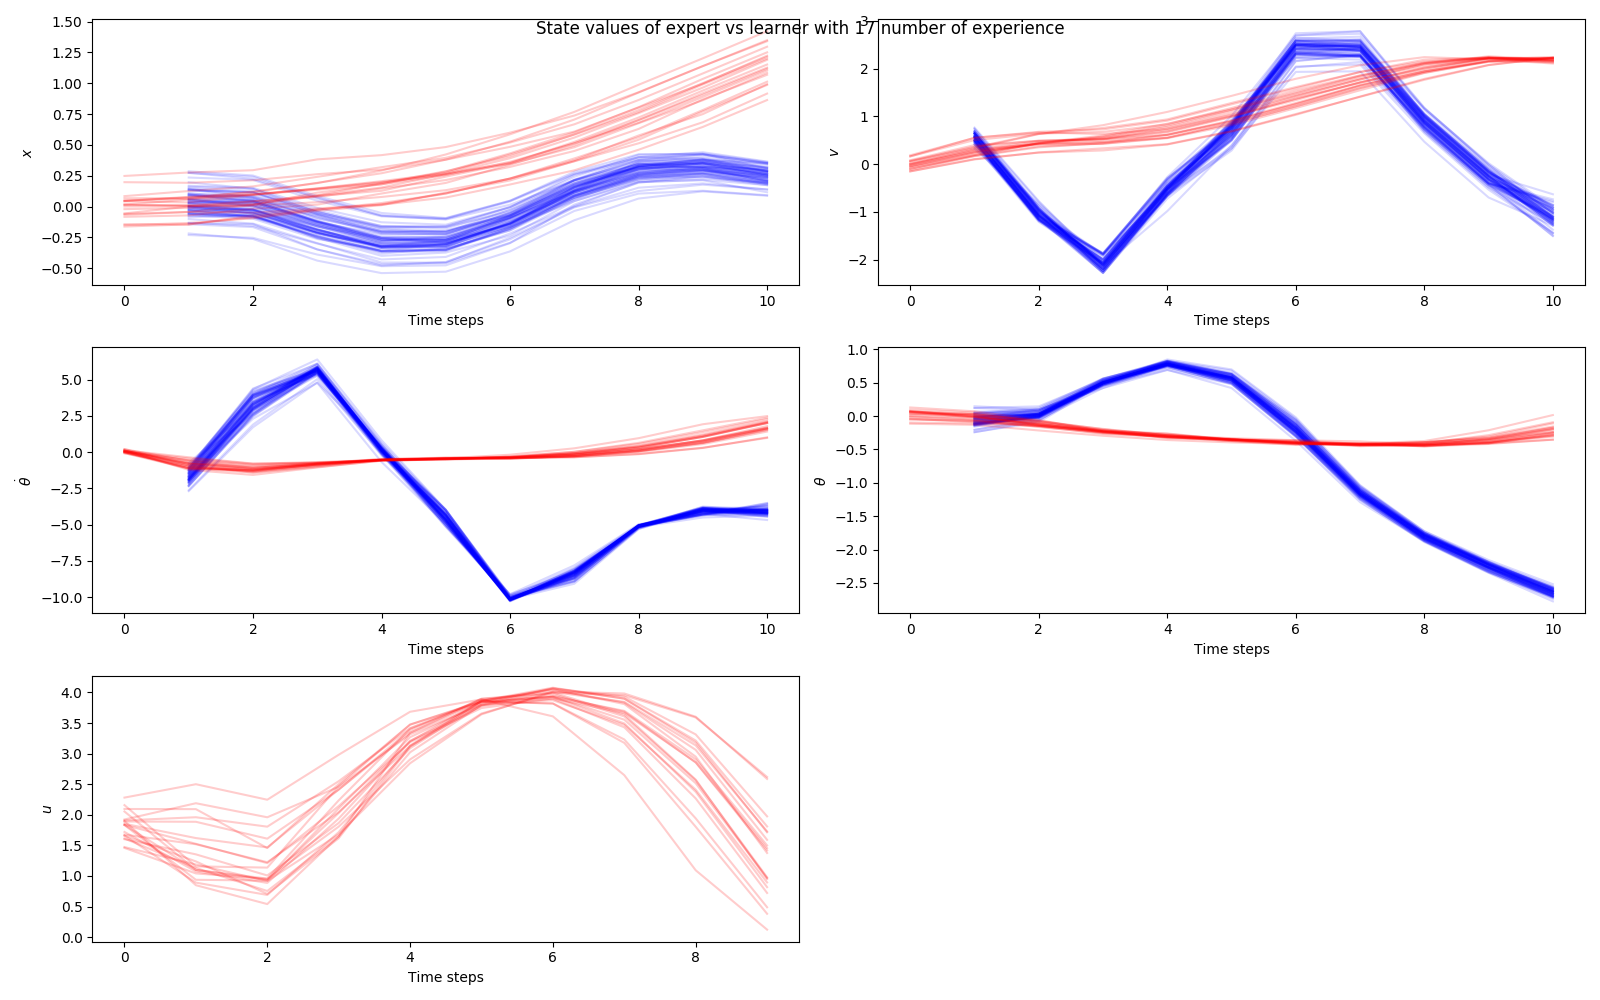 State values of expert vs learner with 17 number of experience
1.50
1.25
1.00
0.75
0.50
0.25
0.00
−0.25
−0.50
x
0 2 4 6 8 10
Time steps
3
2
1
0
−1
−2
v
0 2 4 6 8 10
Time steps
5.0
2.5
0.0
−2.5
−5.0
−7.5
−10.0
θ̇
0 2 4 6 8 10
Time steps
1.0
0.5
0.0
−0.5
−1.0
−1.5
−2.0
−2.5
θ
0 2 4 6 8 10
Time steps
4.0
3.5
3.0
2.5
2.0
1.5
1.0
0.5
0.0
u
0 2 4 6 8
Time steps